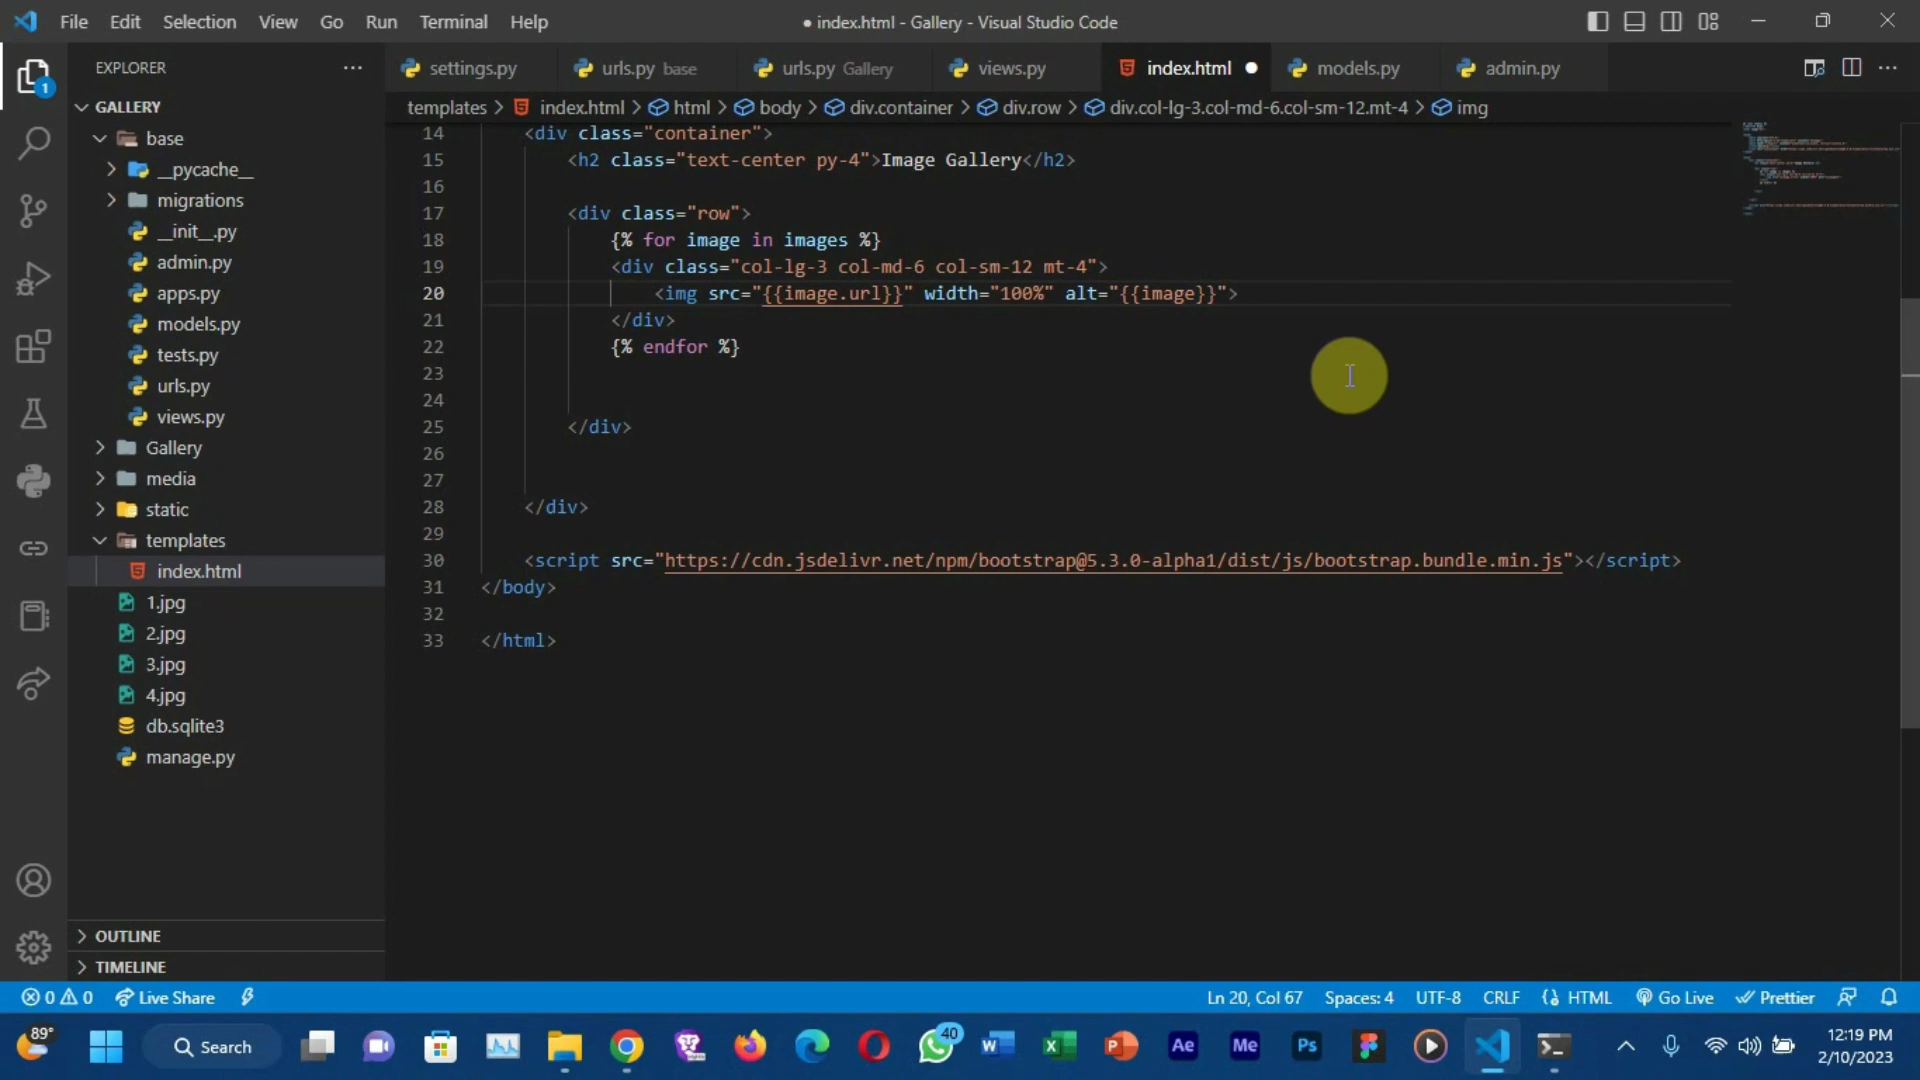 File Edit Selection View Go Run Terminal Help
● index.html - Gallery - Visual Studio Code
EXPLORER ...
settings.py urls.py base urls.py Gallery views.py index.html ● models.py admin.py
GALLERY
templates > index.html > html > body > div.container > div.row > div.col-lg-3.col-md-6.col-sm-12.mt-4 > img
1
base
__pycache__
migrations
__init__.py
admin.py
apps.py
models.py
tests.py
urls.py
views.py
Gallery
media
static
templates
index.html
1.jpg
2.jpg
3.jpg
4.jpg
db.sqlite3
manage.py
OUTLINE
TIMELINE
14 <div class="container">
15 <h2 class="text-center py-4">Image Gallery</h2>
16
17 <div class="row">
18 {% for image in images %}
19 <div class="col-lg-3 col-md-6 col-sm-12 mt-4">
20 <img src="{{image.url}}" width="100%" alt="{{image}}">
21 </div>
22 {% endfor %}
23
24
25 </div>
26
27
28 </div>
29
30 <script src="https://cdn.jsdelivr.net/npm/bootstrap@5.3.0-alpha1/dist/js/bootstrap.bundle.min.js"></script>
31 </body>
32
33 </html>
0 0 Live Share Ln 20, Col 67 Spaces: 4 UTF-8 CRLF HTML Go Live Prettier
89° Search 40 W X P Ae Me Ps 12:19 PM
2/10/2023